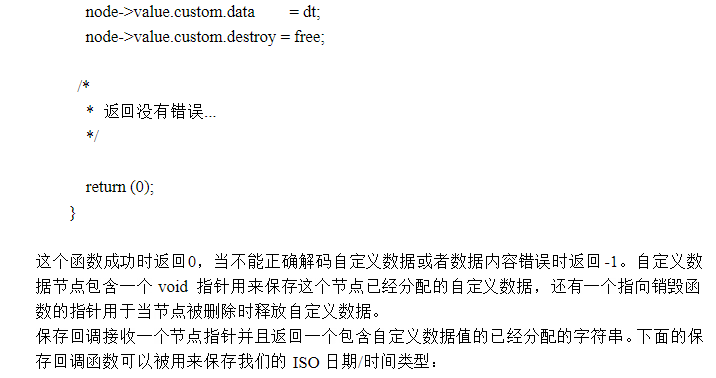 node->value.custom.data = dt;
node->value.custom.destroy = free;
/*
* 返回没有错误...
*/
return (0);
}
这个函数成功时返回0，当不能正确解码自定义数据或者数据内容错误时返回-1。自定义数
据节点包含一个 void 指针用来保存这个节点已经分配的自定义数据，还有一个指向销毁函
数的指针用于当节点被删除时释放自定义数据。
保存回调接收一个节点指针并且返回一个包含自定义数据值的已经分配的字符串。下面的保
存回调函数可以被用来保存我们的 ISO 日期/时间类型：